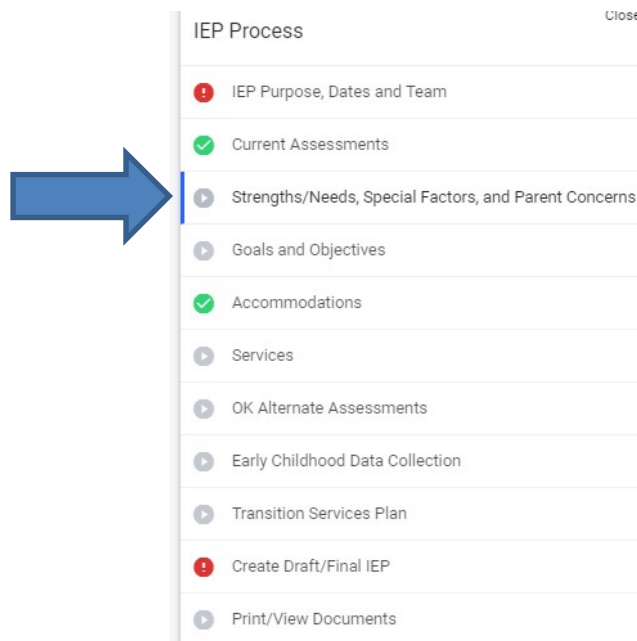 Close
IEP Process
IEP Purpose, Dates and Team
Current Assessments
Strengths/Needs, Special Factors, and Parent Concerns
Goals and Objectives
Accommodations
Services
OK Alternate Assessments
Early Childhood Data Collection
Transition Services Plan
Create Draft/Final IEP
Print/View Documents